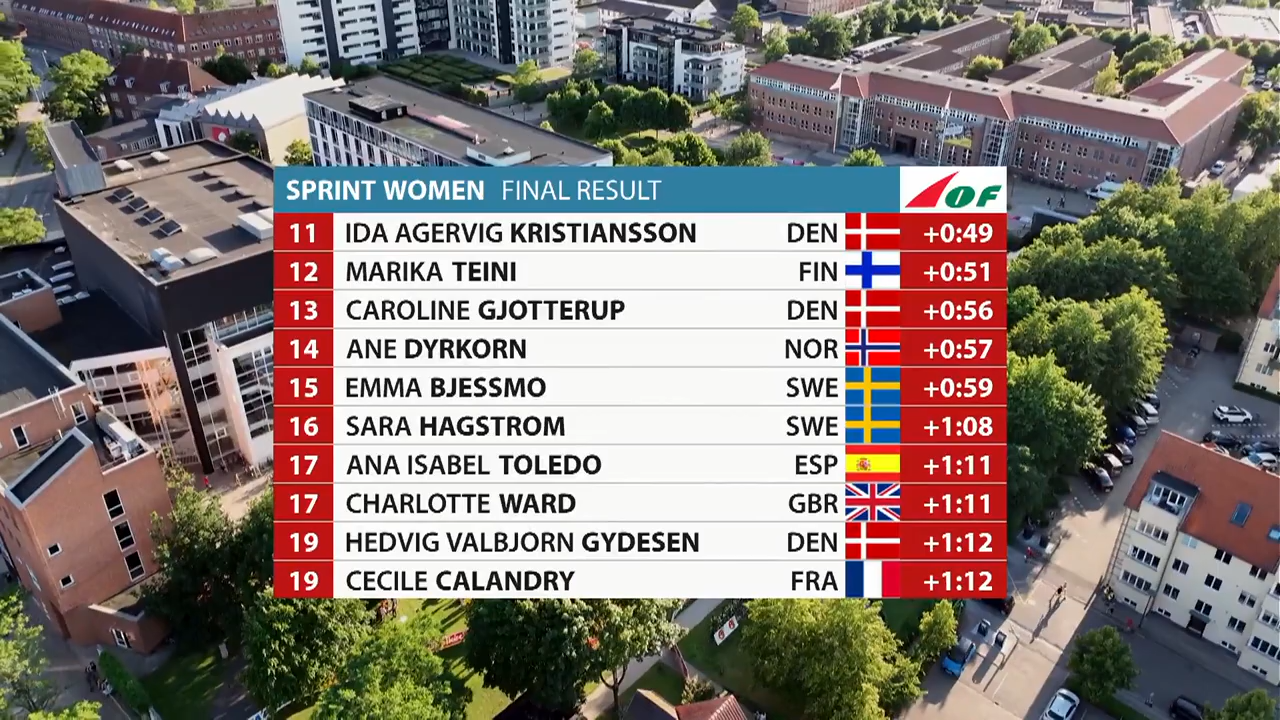 SPRINT WOMEN FINAL RESULT IOF
11 IDA AGERVIG KRISTIANSSON DEN +0:49
12 MARIKA TEINI FIN +0:51
13 CAROLINE GJOTTERUP DEN +0:56
14 ANE DYRKORN NOR +0:57
15 EMMA BJESSMO SWE +0:59
16 SARA HAGSTROM SWE +1:08
17 ANA ISABEL TOLEDO ESP +1:11
17 CHARLOTTE WARD GBR +1:11
19 HEDVIG VALBJORN GYDESEN DEN +1:12
19 CECILE CALANDRY FRA +1:12